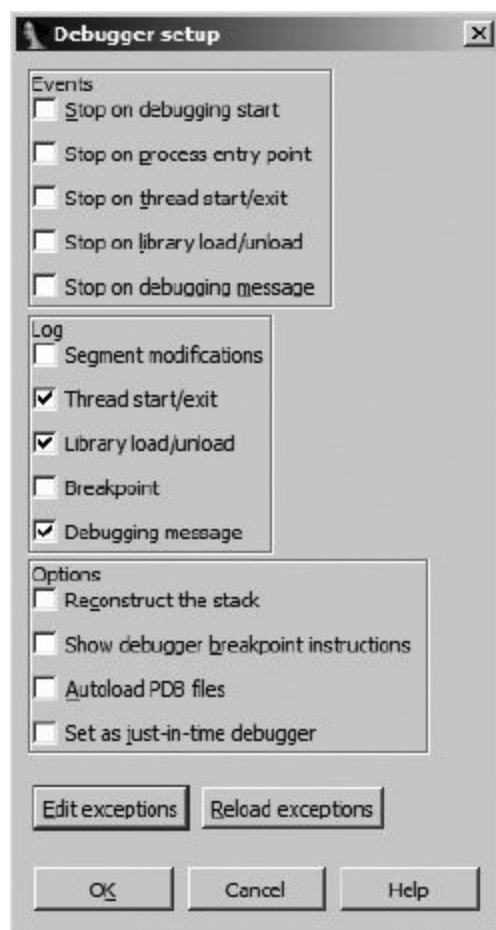 Debugger setup
Events
Stop on debugging start
Stop on process entry point
Stop on thread start/exit
Stop on library load/unload
Stop on debugging message
Log
Segment modifications
Thread start/exit
Library load/unload
Breakpoint
Debugging message
Options
Reconstruct the stack
Show debugger breakpoint instructions
Autoload PDB files
Set as just-in-time debugger
Edit exceptions
Reload exceptions
OK
Cancel
Help